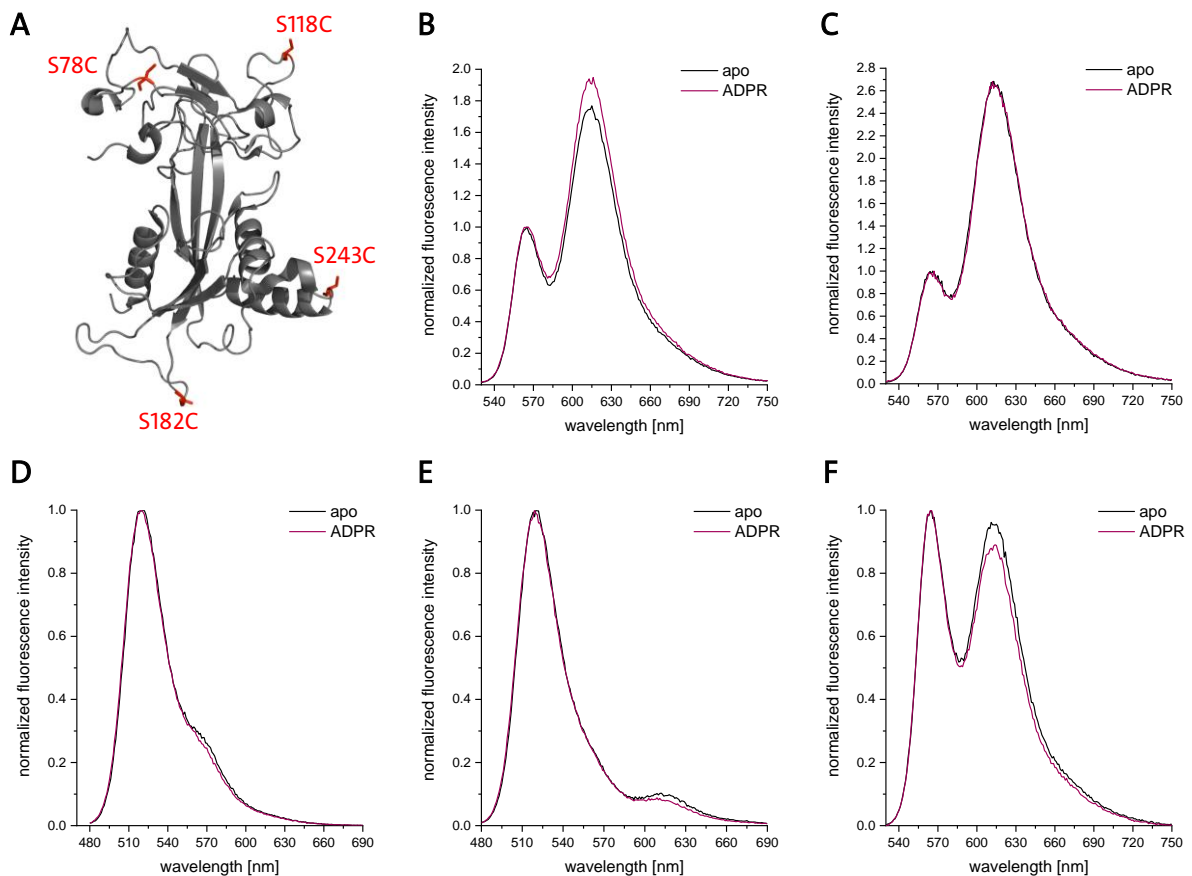 A
S118C
S78C
S243C
S182C
B
apo
ADPR
2.0
1.8
1.6
1.4
1.2
1.0
0.8
0.6
0.4
0.2
0.0
normalized fluorescence intensity
540 570 600 630 660 690 720 750
wavelength [nm]
C
apo
ADPR
2.8
2.6
2.4
2.2
2.0
1.8
1.6
1.4
1.2
1.0
0.8
0.6
0.4
0.2
0.0
normalized fluorescence intensity
540 570 600 630 660 690 720 750
wavelength [nm]
D
apo
ADPR
1.0
0.8
0.6
0.4
0.2
0.0
normalized fluorescence intensity
480 510 540 570 600 630 660 690
wavelength [nm]
E
apo
ADPR
1.0
0.8
0.6
0.4
0.2
0.0
normalized fluorescence intensity
480 510 540 570 600 630 660 690
wavelength [nm]
F
apo
ADPR
1.0
0.8
0.6
0.4
0.2
0.0
normalized fluorescence intensity
540 570 600 630 660 690 720 750
wavelength [nm]